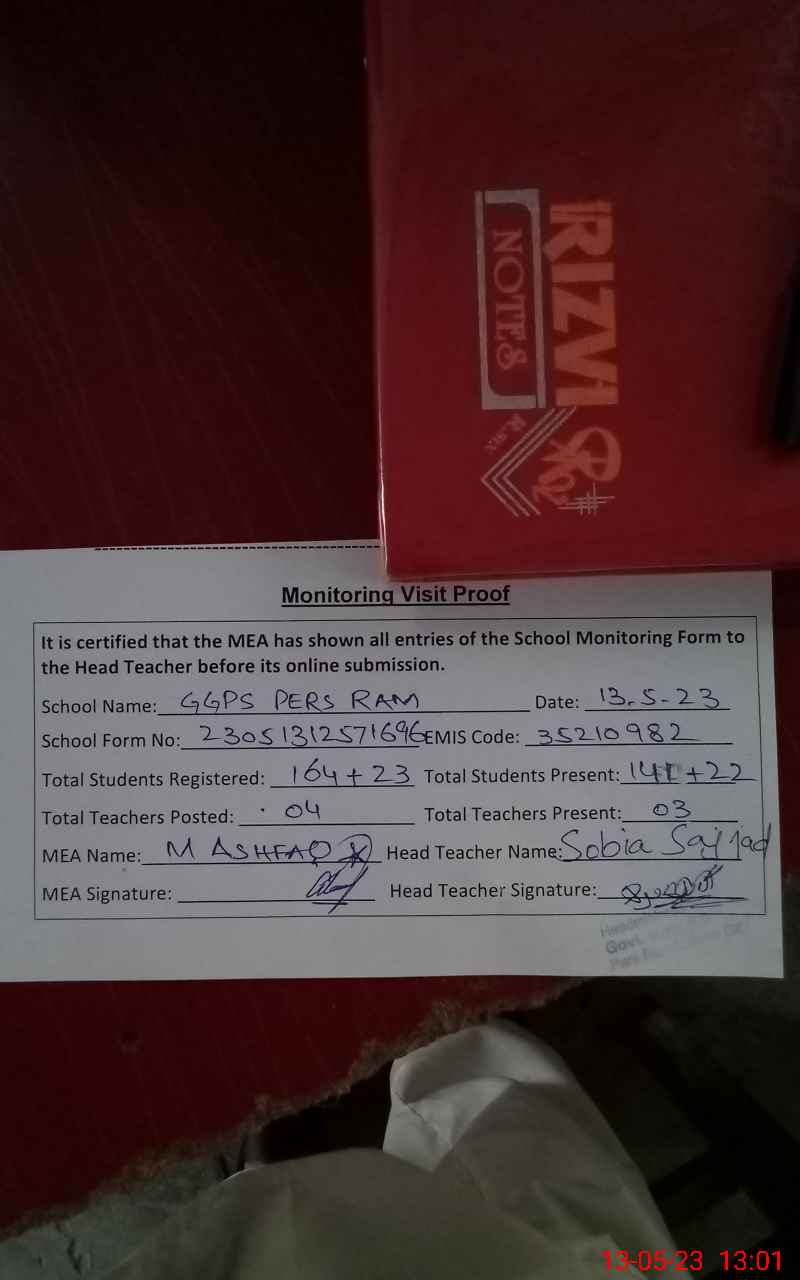 RIZVI
NOTES
Monitoring Visit Proof
It is certified that the MEA has shown all entries of the School Monitoring Form to
the Head Teacher before its online submission.
School Name: GGPS PERS RAM Date: 13.5.23
School Form No: 23051312571696 EMIS Code: 35210982
Total Students Registered: 164+23 Total Students Present: 141+22
Total Teachers Posted: 04 Total Teachers Present: 03
MEA Name: M ASHFAQ Head Teacher Name: Sobia Sajjad
MEA Signature: Head Teacher Signature:
Govt.
13-05-23 13:01